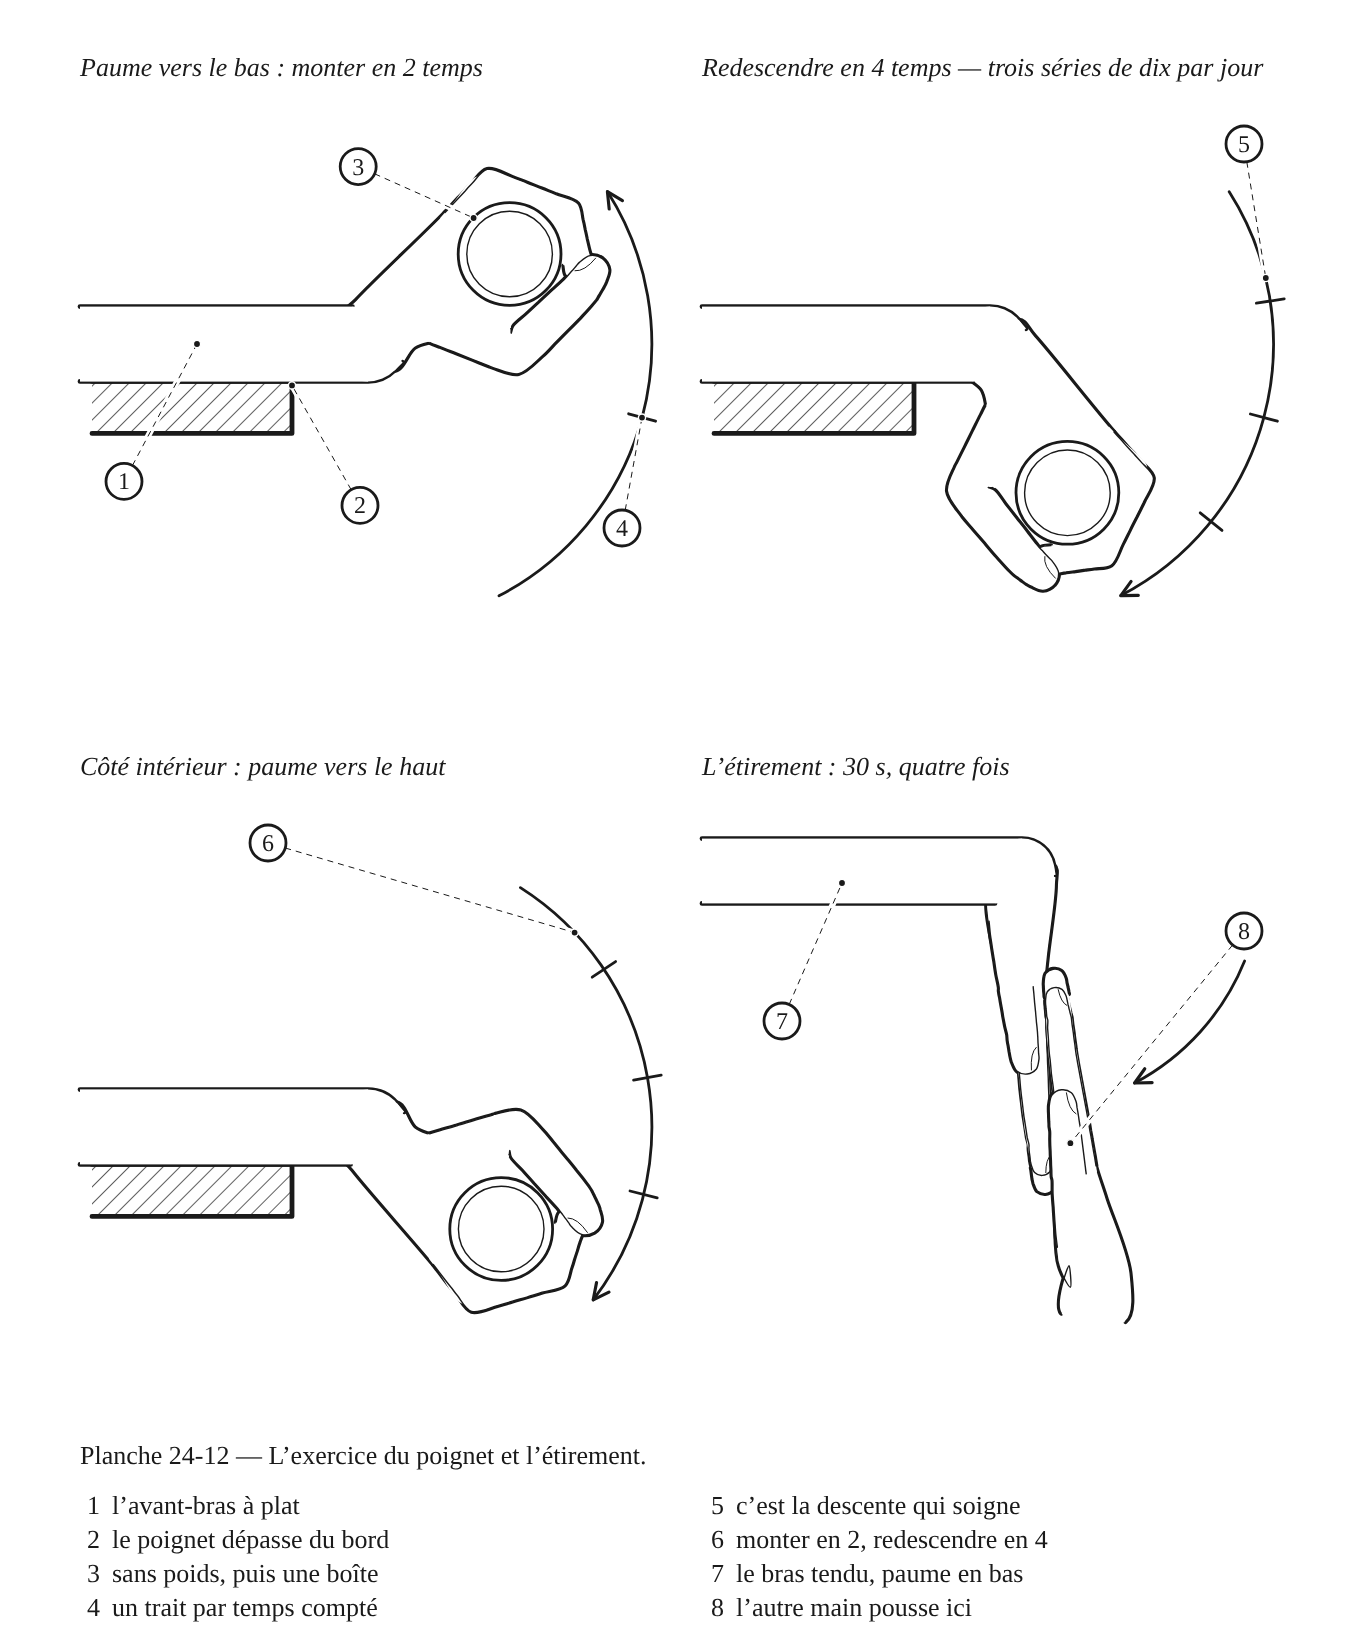 Paume vers le bas : monter en 2 temps
Redescendre en 4 temps — trois séries de dix par jour
3
5
1
2
4
Côté intérieur : paume vers le haut
L’étirement : 30 s, quatre fois
6
8
7
Planche 24-12 — L’exercice du poignet et l’étirement.
1 l’avant-bras à plat
2 le poignet dépasse du bord
3 sans poids, puis une boîte
4 un trait par temps compté
5 c’est la descente qui soigne
6 monter en 2, redescendre en 4
7 le bras tendu, paume en bas
8 l’autre main pousse ici